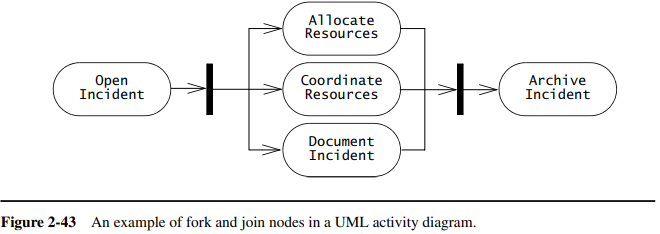 Allocate
Resources
Open
Incident
Coordinate
Resources
Archive
Incident
Document
Incident
Figure 2-43 An example of fork and join nodes in a UML activity diagram.